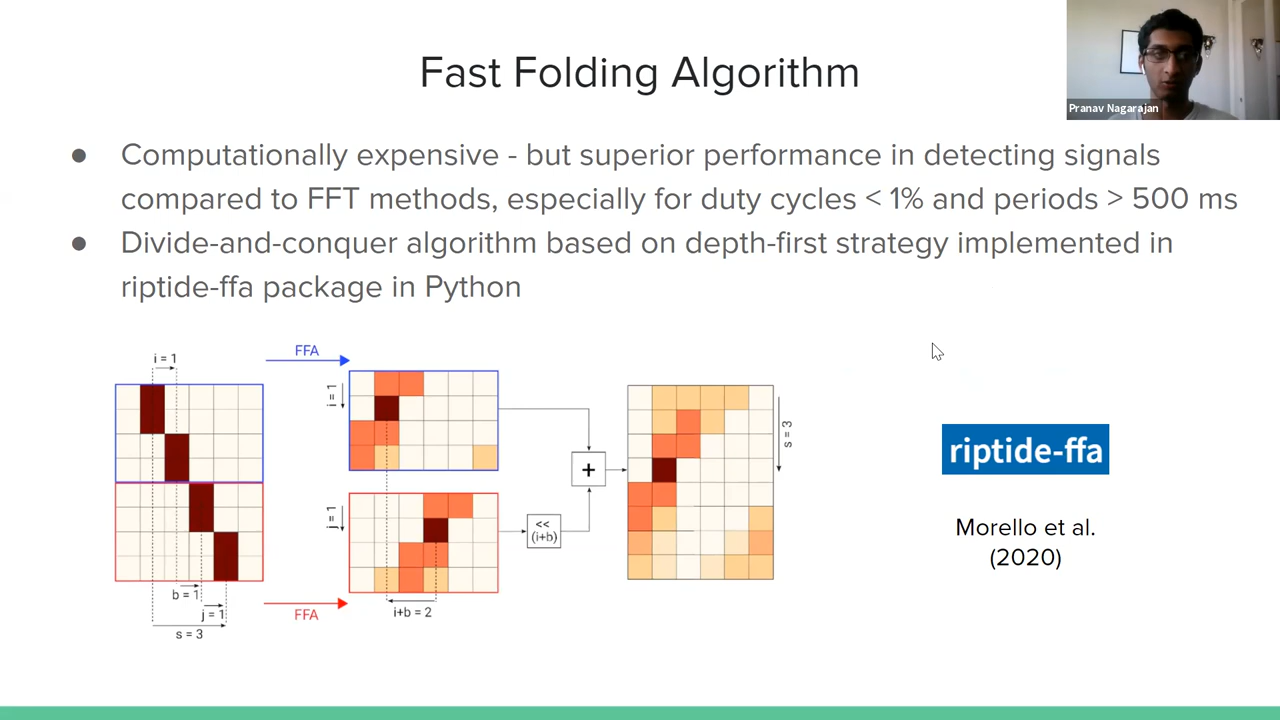 Fast Folding Algorithm
Pranav Nagarajan
● Computationally expensive - but superior performance in detecting signals
compared to FFT methods, especially for duty cycles < 1% and periods > 500 ms
● Divide-and-conquer algorithm based on depth-first strategy implemented in
riptide-ffa package in Python
i = 1
FFA
i = 1
s = 3
+
riptide-ffa
j = 1
<<
(i+b)
Morello et al.
(2020)
b = 1
j = 1
s = 3
FFA
i+b = 2